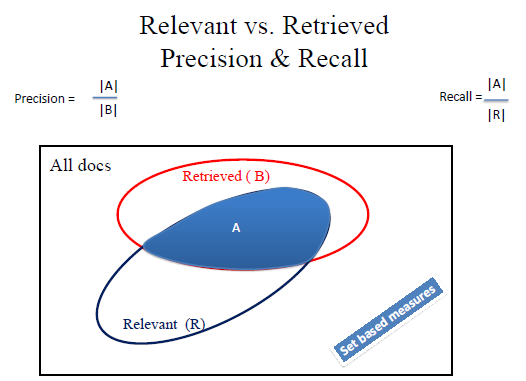 Relevant vs. Retrieved
Precision & Recall
Precision = |A|
|B|
Recall = |A|
|R|
All docs
Retrieved ( B)
A
Relevant (R)
Set based measures